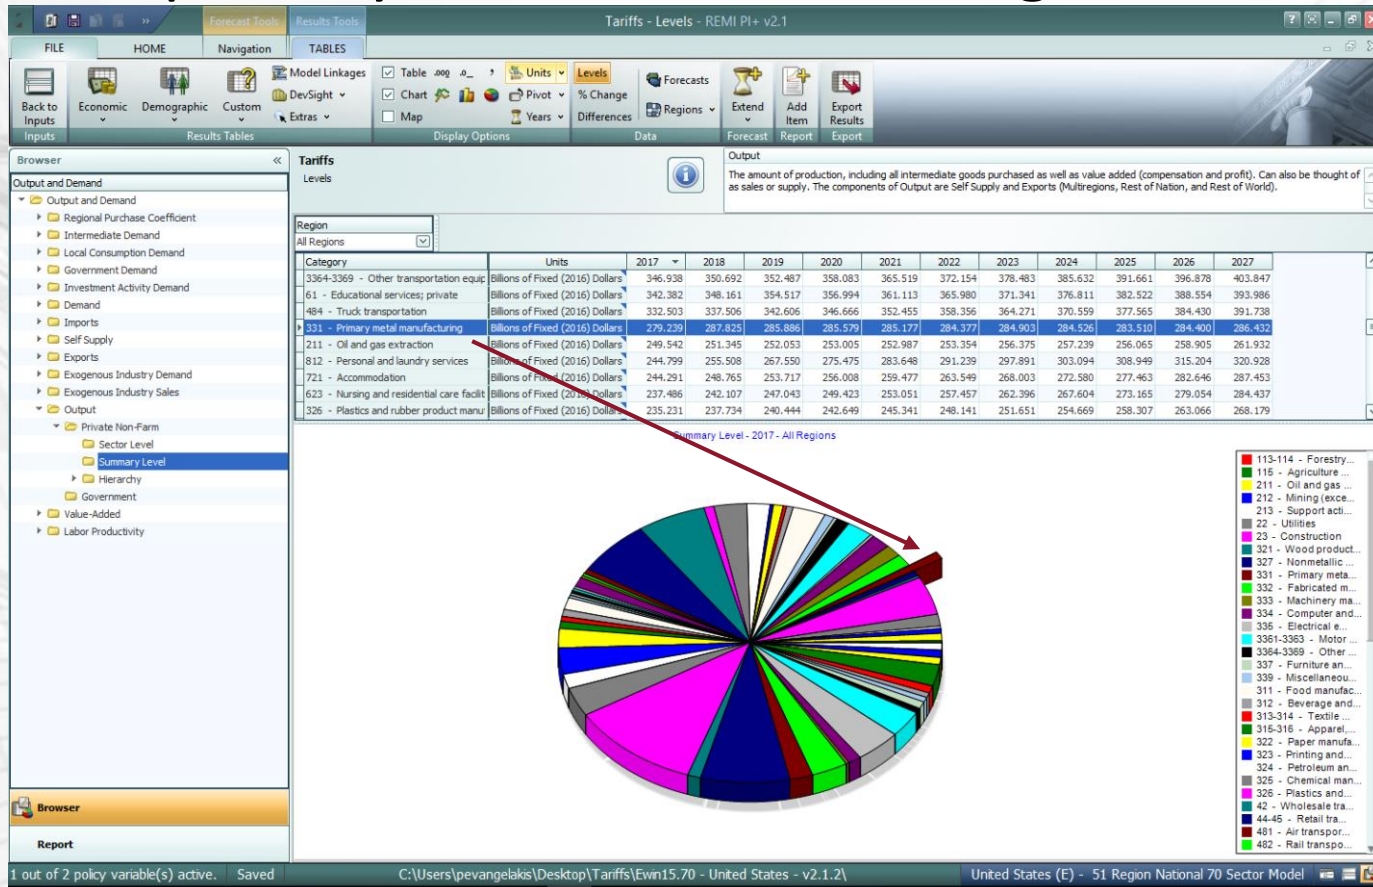 Forecast Tools Results Tools Tariffs - Levels - REMI PI+ v2.1
FILE HOME Navigation TABLES
Back to Inputs
Economic
Demographic
Custom
Model Linkages
DevSight
Extras
Table .000 .0_ ,
Chart
Map
Units
Pivot
Years
Levels
% Change
Differences
Forecasts
Regions
Extend
Add Item
Export Results
Inputs Results Tables Display Options Data Forecast Report Export
Browser «
Output and Demand
Output and Demand
Regional Purchase Coefficient
Intermediate Demand
Local Consumption Demand
Government Demand
Investment Activity Demand
Demand
Imports
Self Supply
Exports
Exogenous Industry Demand
Exogenous Industry Sales
Output
Private Non-Farm
Sector Level
Summary Level
Hierarchy
Government
Value-Added
Labor Productivity
Browser
Report
Tariffs
Levels
Output
The amount of production, including all intermediate goods purchased as well as value added (compensation and profit). Can also be thought of
as sales or supply. The components of Output are Self Supply and Exports (Multiregions, Rest of Nation, and Rest of World).
Region
All Regions
Category Units 2017 2018 2019 2020 2021 2022 2023 2024 2025 2026 2027
3364-3369 - Other transportation equip Billions of Fixed (2016) Dollars 346.938 350.692 352.487 358.083 365.519 372.154 378.483 385.632 391.661 396.878 403.847
61 - Educational services; private Billions of Fixed (2016) Dollars 342.382 348.161 354.517 356.994 361.113 365.980 371.341 376.811 382.522 388.554 393.986
484 - Truck transportation Billions of Fixed (2016) Dollars 332.503 337.506 342.606 346.666 352.455 358.356 364.271 370.559 377.565 384.430 391.738
331 - Primary metal manufacturing Billions of Fixed (2016) Dollars 279.239 287.825 285.886 285.579 285.177 284.377 284.903 284.526 283.510 284.400 286.432
211 - Oil and gas extraction Billions of Fixed (2016) Dollars 249.542 251.345 252.053 253.005 252.987 253.354 256.375 257.239 256.065 258.905 261.932
812 - Personal and laundry services Billions of Fixed (2016) Dollars 244.799 255.508 267.550 275.475 283.648 291.239 297.891 303.094 308.949 315.204 320.928
721 - Accommodation Billions of Fixed (2016) Dollars 244.291 248.765 253.717 256.008 259.477 263.549 268.003 272.580 277.463 282.646 287.453
623 - Nursing and residential care facilit Billions of Fixed (2016) Dollars 237.486 242.107 247.043 249.423 253.051 257.457 262.396 267.604 273.165 279.054 284.437
326 - Plastics and rubber product manu Billions of Fixed (2016) Dollars 235.231 237.734 240.444 242.649 245.341 248.141 251.651 254.669 258.307 263.066 268.179
Summary Level - 2017 - All Regions
113-114 - Forestry...
115 - Agriculture ...
211 - Oil and gas ...
212 - Mining (exce...
213 - Support acti...
22 - Utilities
23 - Construction
321 - Wood product...
327 - Nonmetallic ...
331 - Primary meta...
332 - Fabricated m...
333 - Machinery ma...
334 - Computer and...
335 - Electrical e...
3361-3363 - Motor ...
3364-3369 - Other ...
337 - Furniture an...
339 - Miscellaneou...
311 - Food manufac...
312 - Beverage and...
313-314 - Textile ...
315-316 - Apparel,...
322 - Paper manufa...
323 - Printing and...
324 - Petroleum an...
325 - Chemical man...
326 - Plastics and...
42 - Wholesale tra...
44-45 - Retail tra...
481 - Air transpor...
482 - Rail transpo...
1 out of 2 policy variable(s) active. Saved C:\Users\pevangelakis\Desktop\Tariffs\Ewin15.70 - United States - v2.1.2\ United States (E) - 51 Region National 70 Sector Model